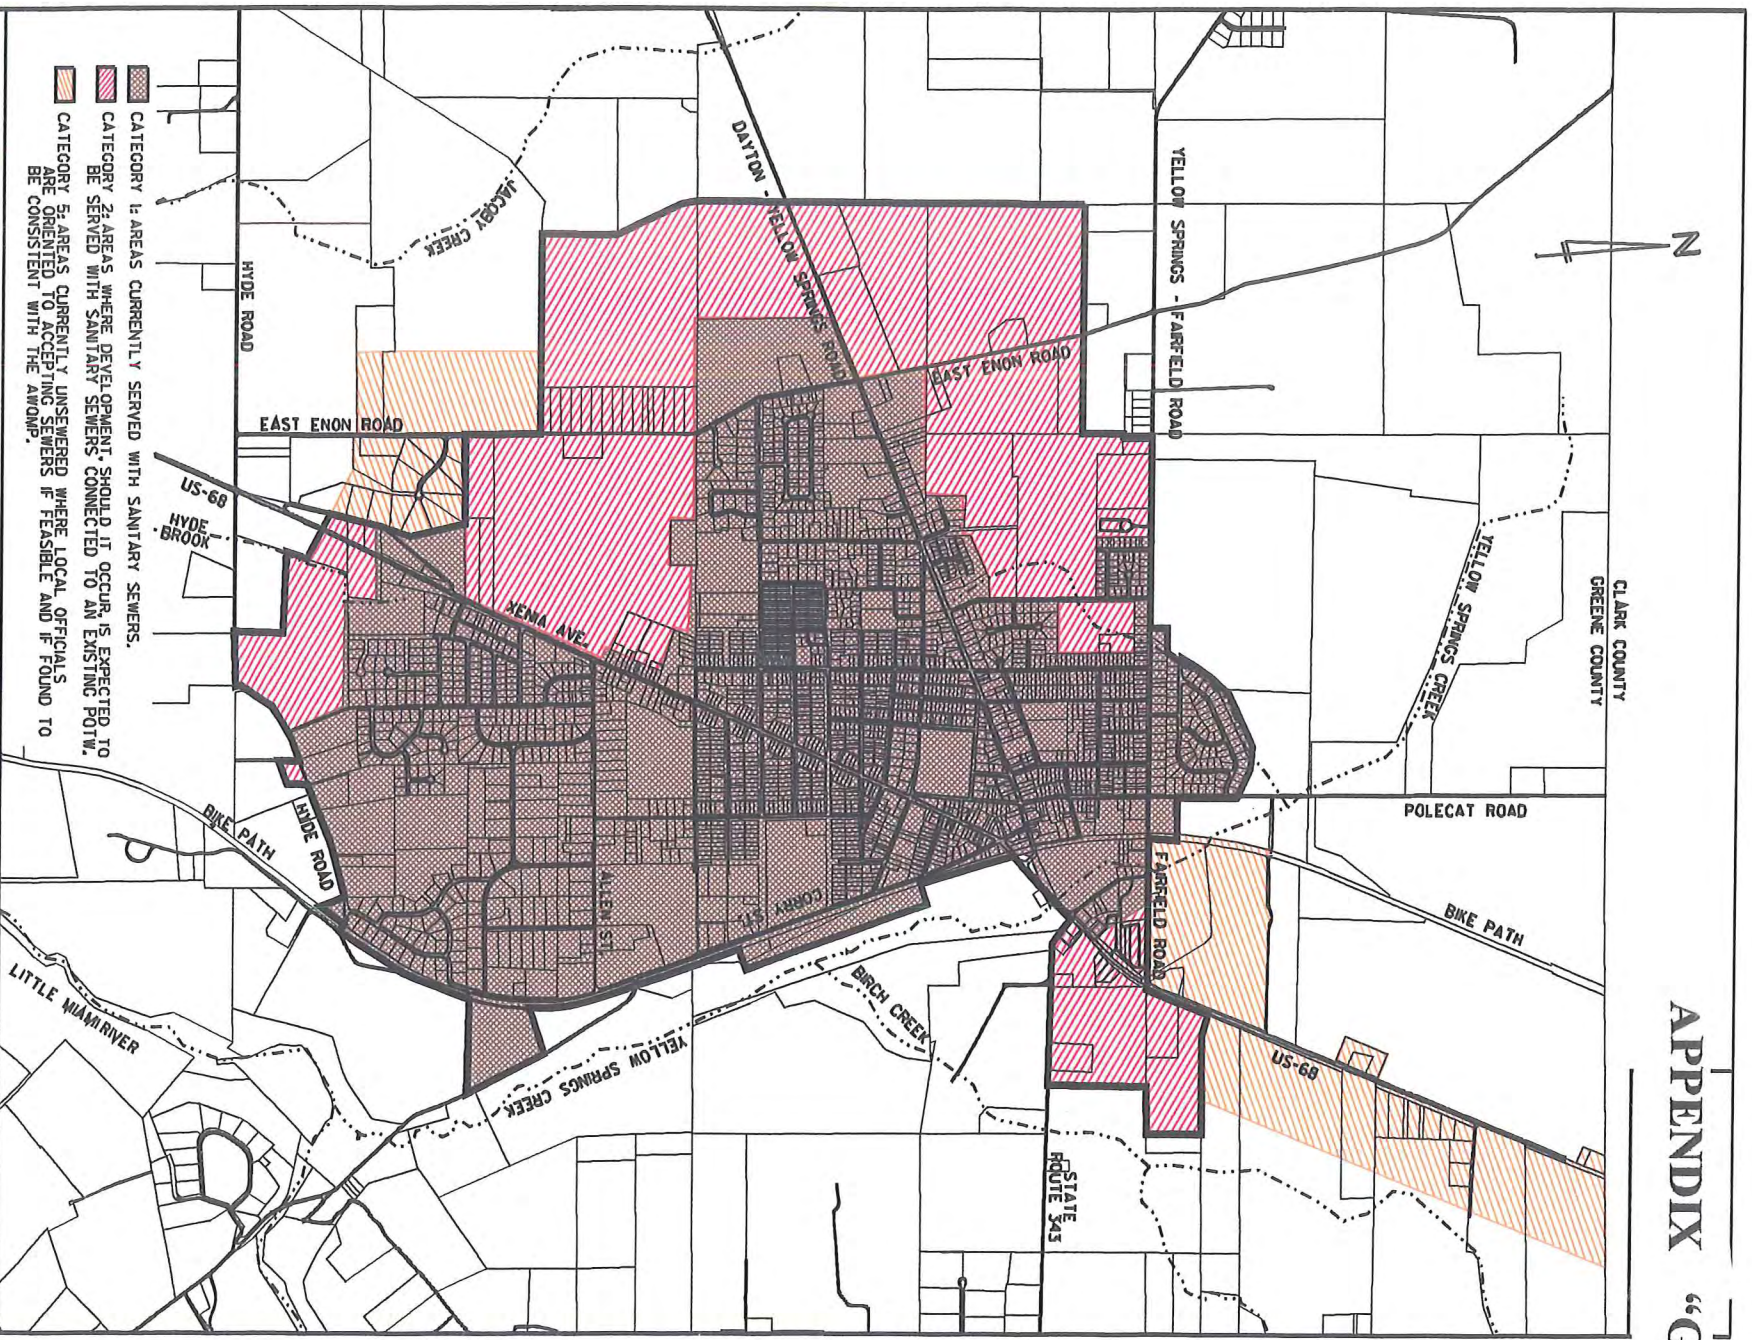 APPENDIX "G
N
CLARK COUNTY
GREENE COUNTY
YELLOW SPRINGS CREEK
POLECAT ROAD
BIKE PATH
YELLOW SPRINGS - FAIRFIELD ROAD
US-68
FAIRFIELD ROAD
EAST ENON ROAD
STATE
ROUTE 343
DAYTON - YELLOW SPRINGS ROAD
BIRCH CREEK
CORRY
ST.
YELLOW SPRINGS CREEK
ALLEN ST.
XENIA AVE.
JACOBY CREEK
EAST ENON ROAD
HYDE ROAD
US-68
HYDE
BROOK
HYDE ROAD
BIKE PATH
LITTLE MIAMI RIVER
CATEGORY 1: AREAS CURRENTLY SERVED WITH SANITARY SEWERS.
CATEGORY 2: AREAS WHERE DEVELOPMENT, SHOULD IT OCCUR, IS EXPECTED TO
BE SERVED WITH SANITARY SEWERS CONNECTED TO AN EXISTING POTW.
CATEGORY 5: AREAS CURRENTLY UNSEWERED WHERE LOCAL OFFICIALS
ARE ORIENTED TO ACCEPTING SEWERS IF FEASIBLE AND IF FOUND TO
BE CONSISTENT WITH THE AWQMP.